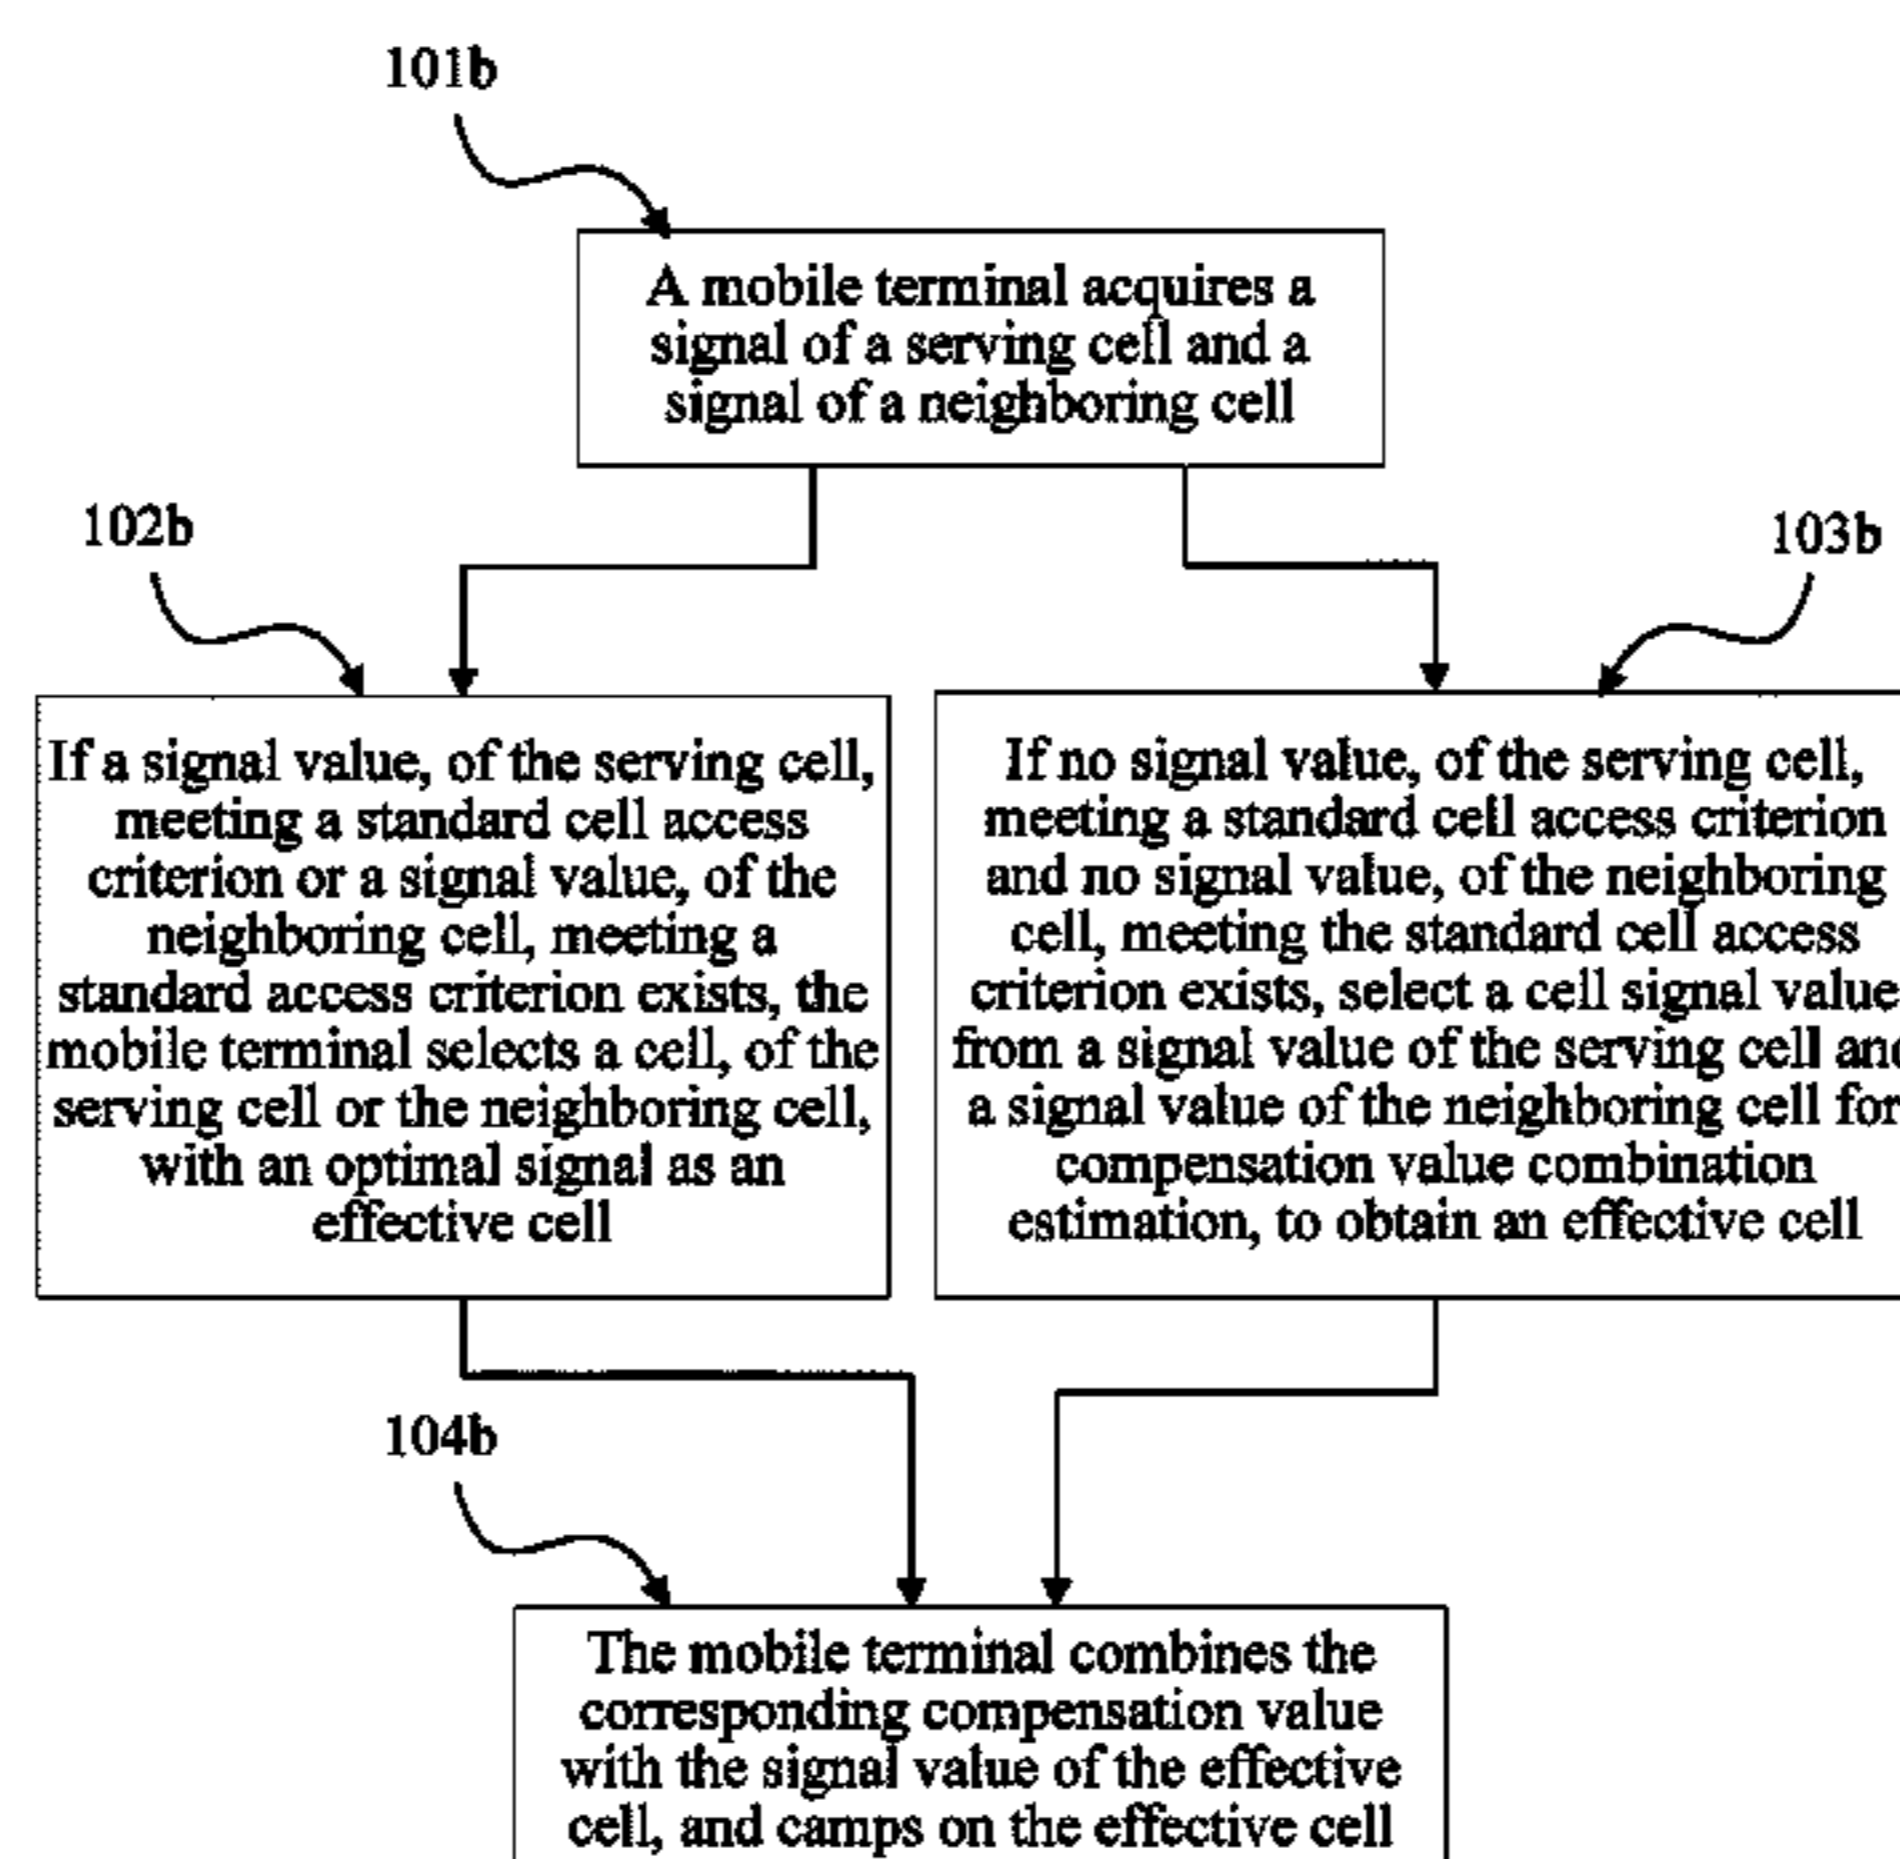 101b
A mobile terminal acquires a
signal of a serving cell and a
signal of a neighboring cell
102b
103b
If a signal value, of the serving cell,
meeting a standard cell access
criterion or a signal value, of the
neighboring cell, meeting a
standard access criterion exists, the
mobile terminal selects a cell, of the
serving cell or the neighboring cell,
with an optimal signal as an
effective cell
If no signal value, of the serving cell,
meeting a standard cell access criterion
and no signal value, of the neighboring
cell, meeting the standard cell access
criterion exists, select a cell signal value
from a signal value of the serving cell and
a signal value of the neighboring cell for
compensation value combination
estimation, to obtain an effective cell
104b
The mobile terminal combines the
corresponding compensation value
with the signal value of the effective
cell, and camps on the effective cell